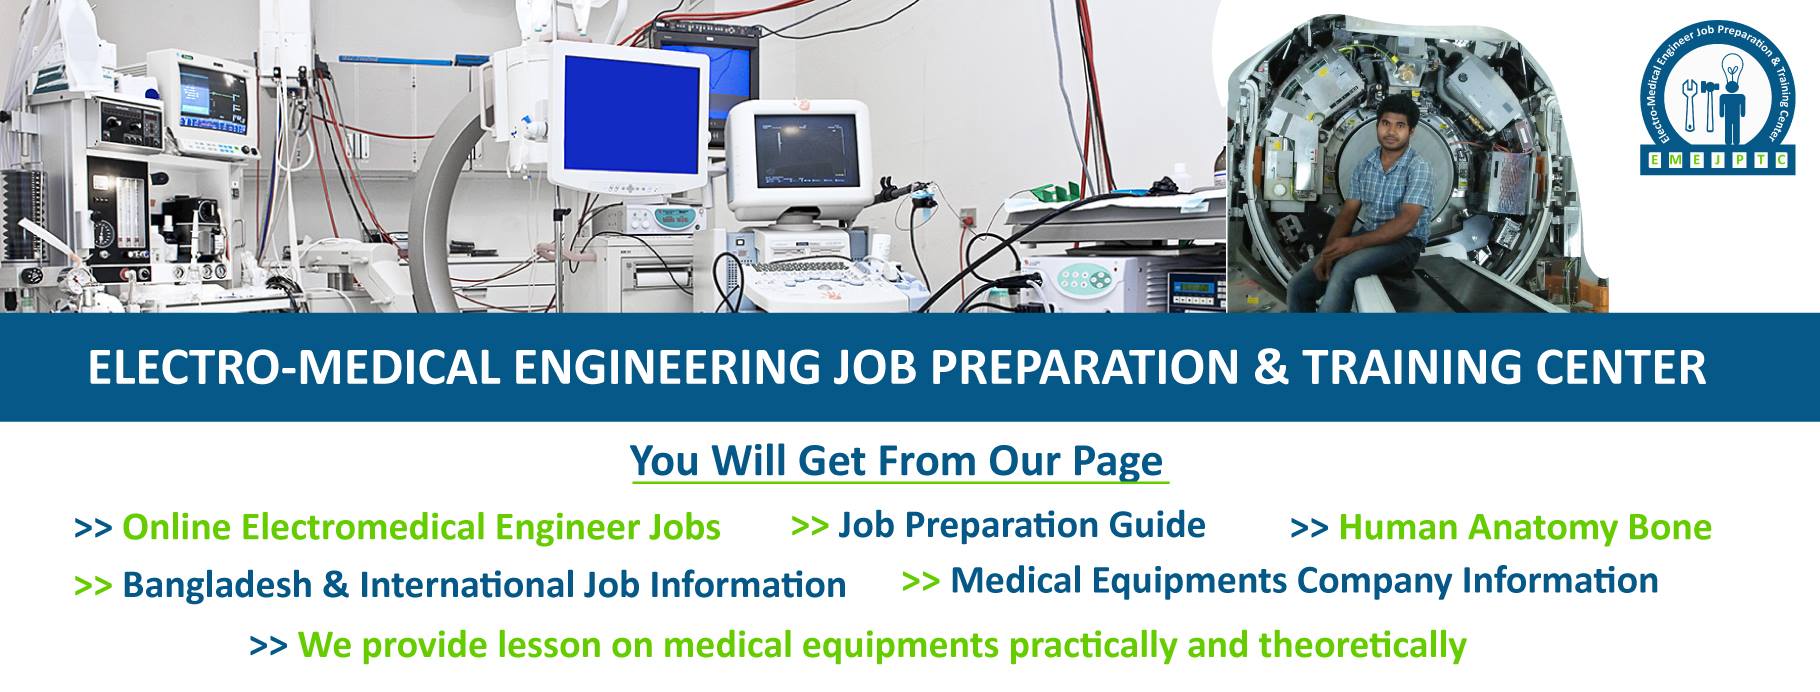 Electro-Medical Engineer Job Preparation & Training Center
E M E J P T C
ELECTRO-MEDICAL ENGINEERING JOB PREPARATION & TRAINING CENTER
You Will Get From Our Page
>> Online Electromedical Engineer Jobs >> Job Preparation Guide >> Human Anatomy Bone
>> Bangladesh & International Job Information >> Medical Equipments Company Information
>> We provide lesson on medical equipments practically and theoretically